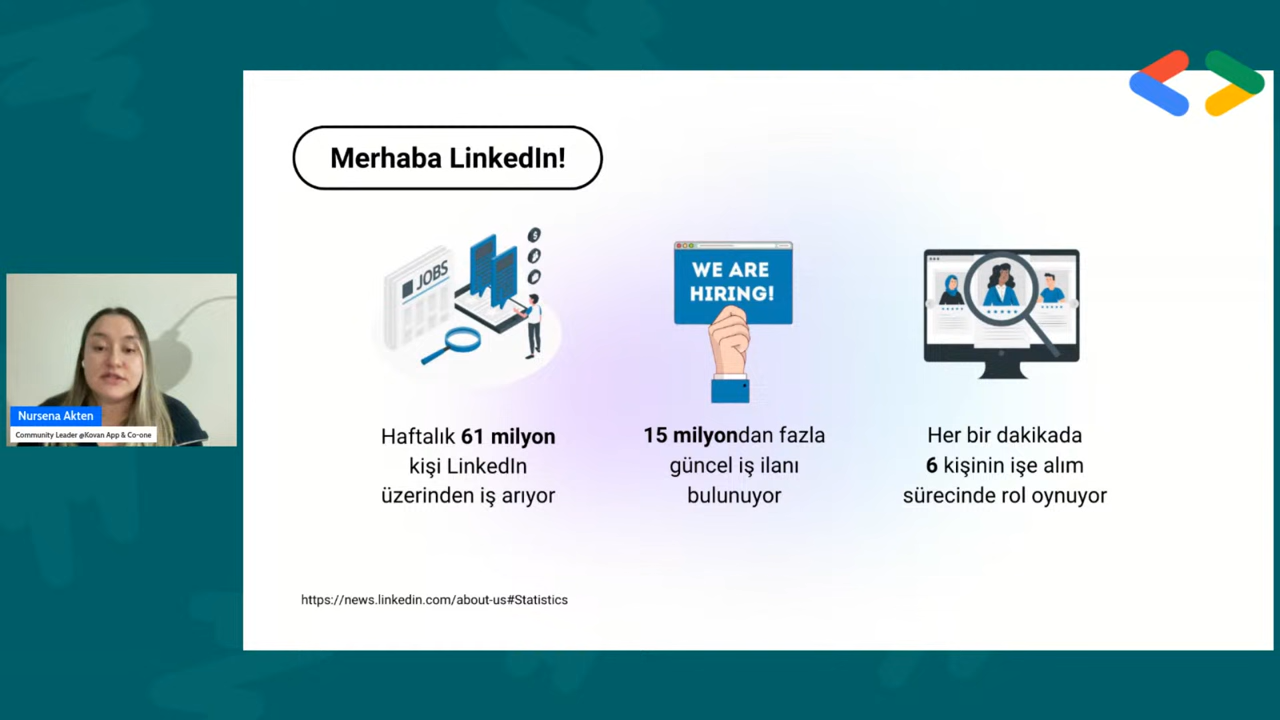 Merhaba LinkedIn!
JOBS
WE ARE
HIRING!
Haftalık 61 milyon
kişi LinkedIn
üzerinden iş arıyor
15 milyondan fazla
güncel iş ilanı
bulunuyor
Her bir dakikada
6 kişinin işe alım
sürecinde rol oynuyor
https://news.linkedin.com/about-us#Statistics
Nursena Akten
Community Leader @Kovan App & Co-one